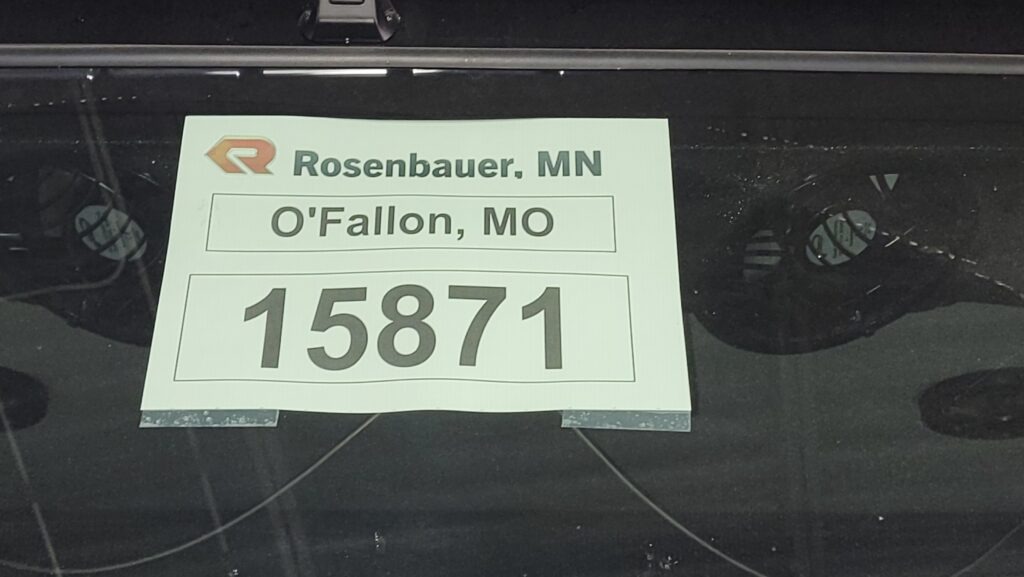 Rosenbauer, MN
O'Fallon, MO
15871